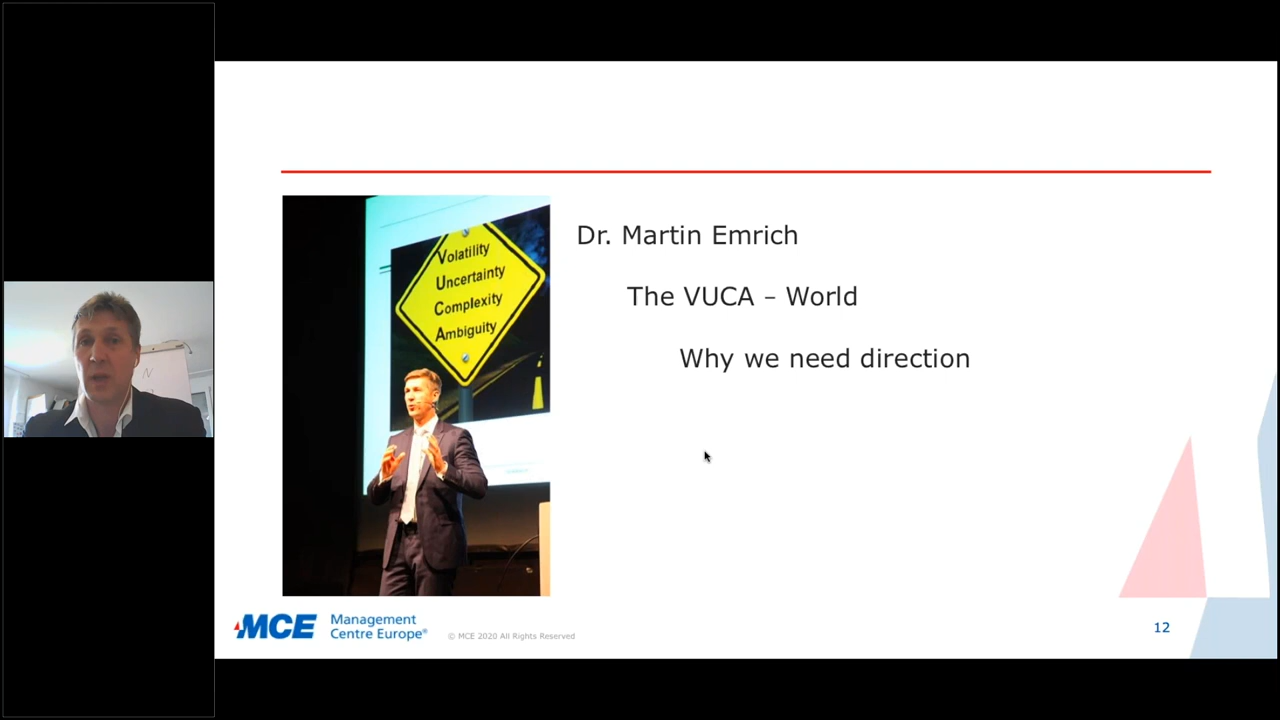 Volatility
Uncertainty
Complexity
Ambiguity
Dr. Martin Emrich
The VUCA – World
Why we need direction
N
MCE
Management
Centre Europe®
© MCE 2020 All Rights Reserved
12